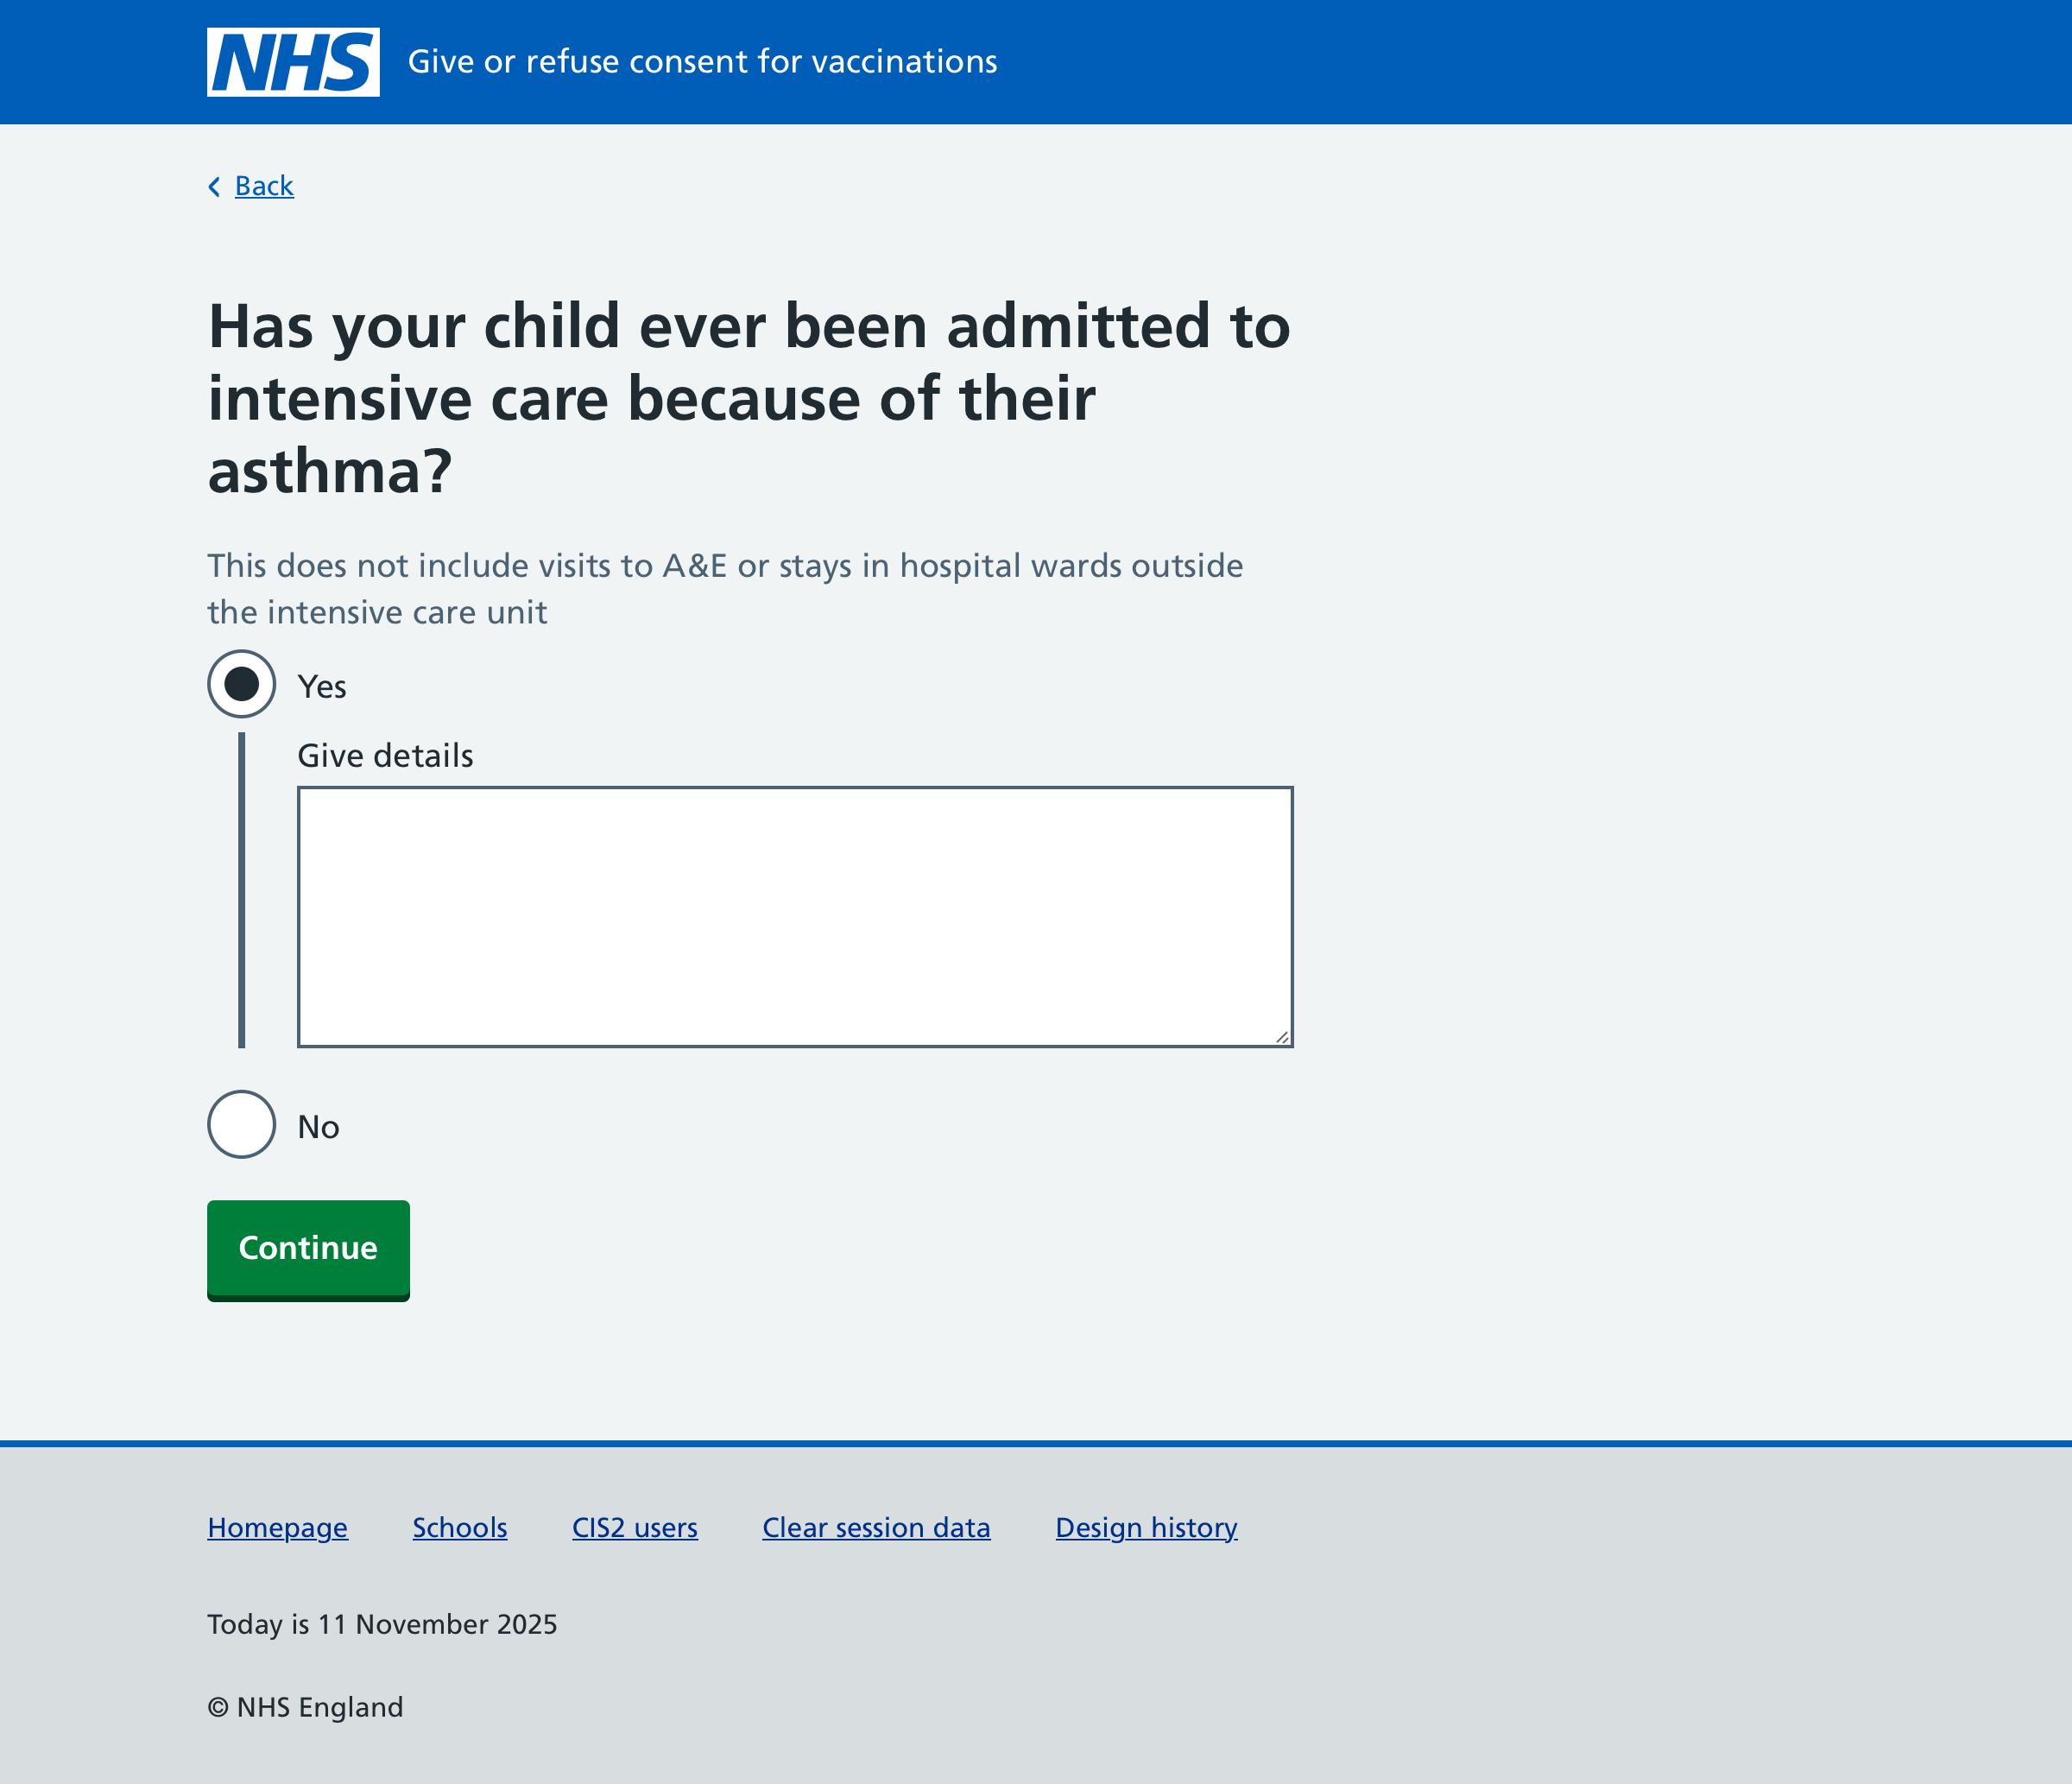 NHS Give or refuse consent for vaccinations
Back
Has your child ever been admitted to
intensive care because of their
asthma?
This does not include visits to A&E or stays in hospital wards outside
the intensive care unit
Yes
Give details
No
Continue
Homepage Schools CIS2 users Clear session data Design history
Today is 11 November 2025
© NHS England